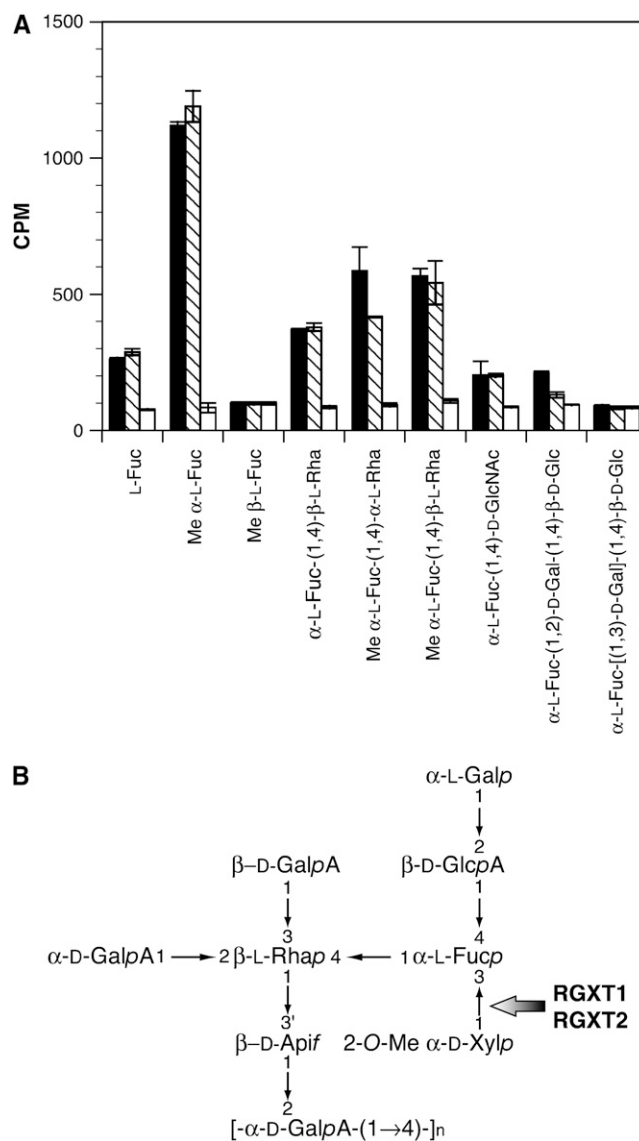 A
1500
1000
500
0
CPM
L-Fuc
Me α-L-Fuc
Me β-L-Fuc
α-L-Fuc-(1,4)-β-L-Rha
Me α-L-Fuc-(1,4)-α-L-Rha
Me α-L-Fuc-(1,4)-β-L-Rha
α-L-Fuc-(1,4)-D-GlcNAc
α-L-Fuc-(1,2)-D-Gal-(1,4)-β-D-Glc
α-L-Fuc-[(1,3)-D-Gal]-(1,4)-β-D-Glc
B
α-L-Galp
1
2
β-D-GalpA β-D-GlcpA
1 1
3 4
α-D-GalpA1 2 β-L-Rhap 4 1 α-L-Fucp
1 3
RGXT1
RGXT2
3' 1
β-D-Apif 2-O-Me α-D-Xylp
1
2
[-α-D-GalpA-(1→4)-]n